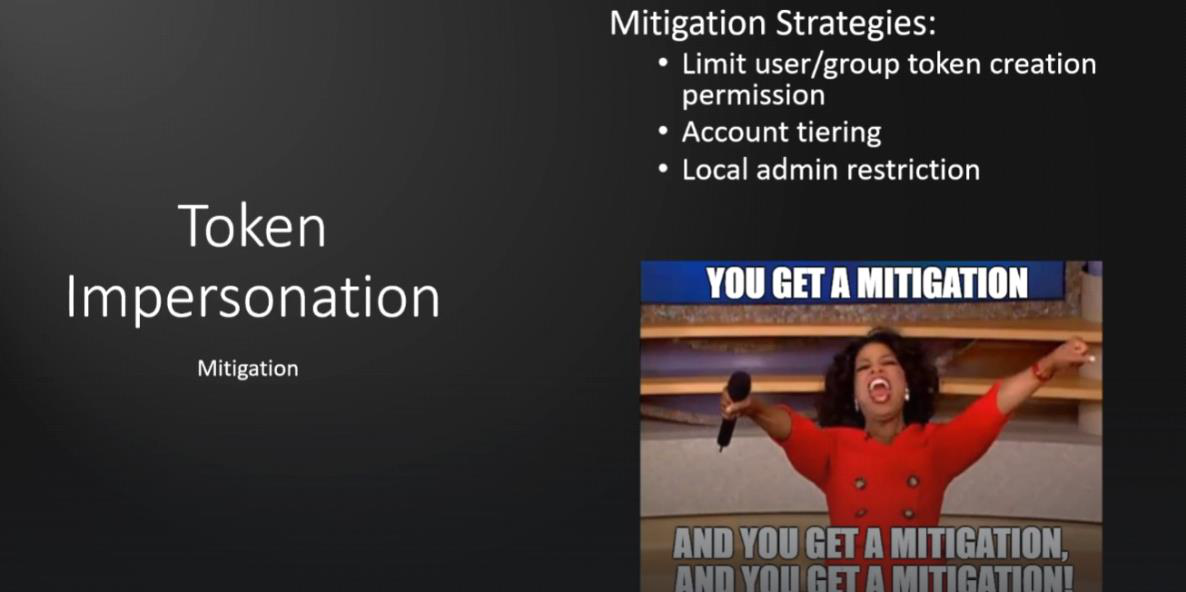 Token
Impersonation
Mitigation
Mitigation Strategies:
• Limit user/group token creation
permission
• Account tiering
• Local admin restriction
YOU GET A MITIGATION
AND YOU GET A MITIGATION,
AND YOU GET A MITIGATION!